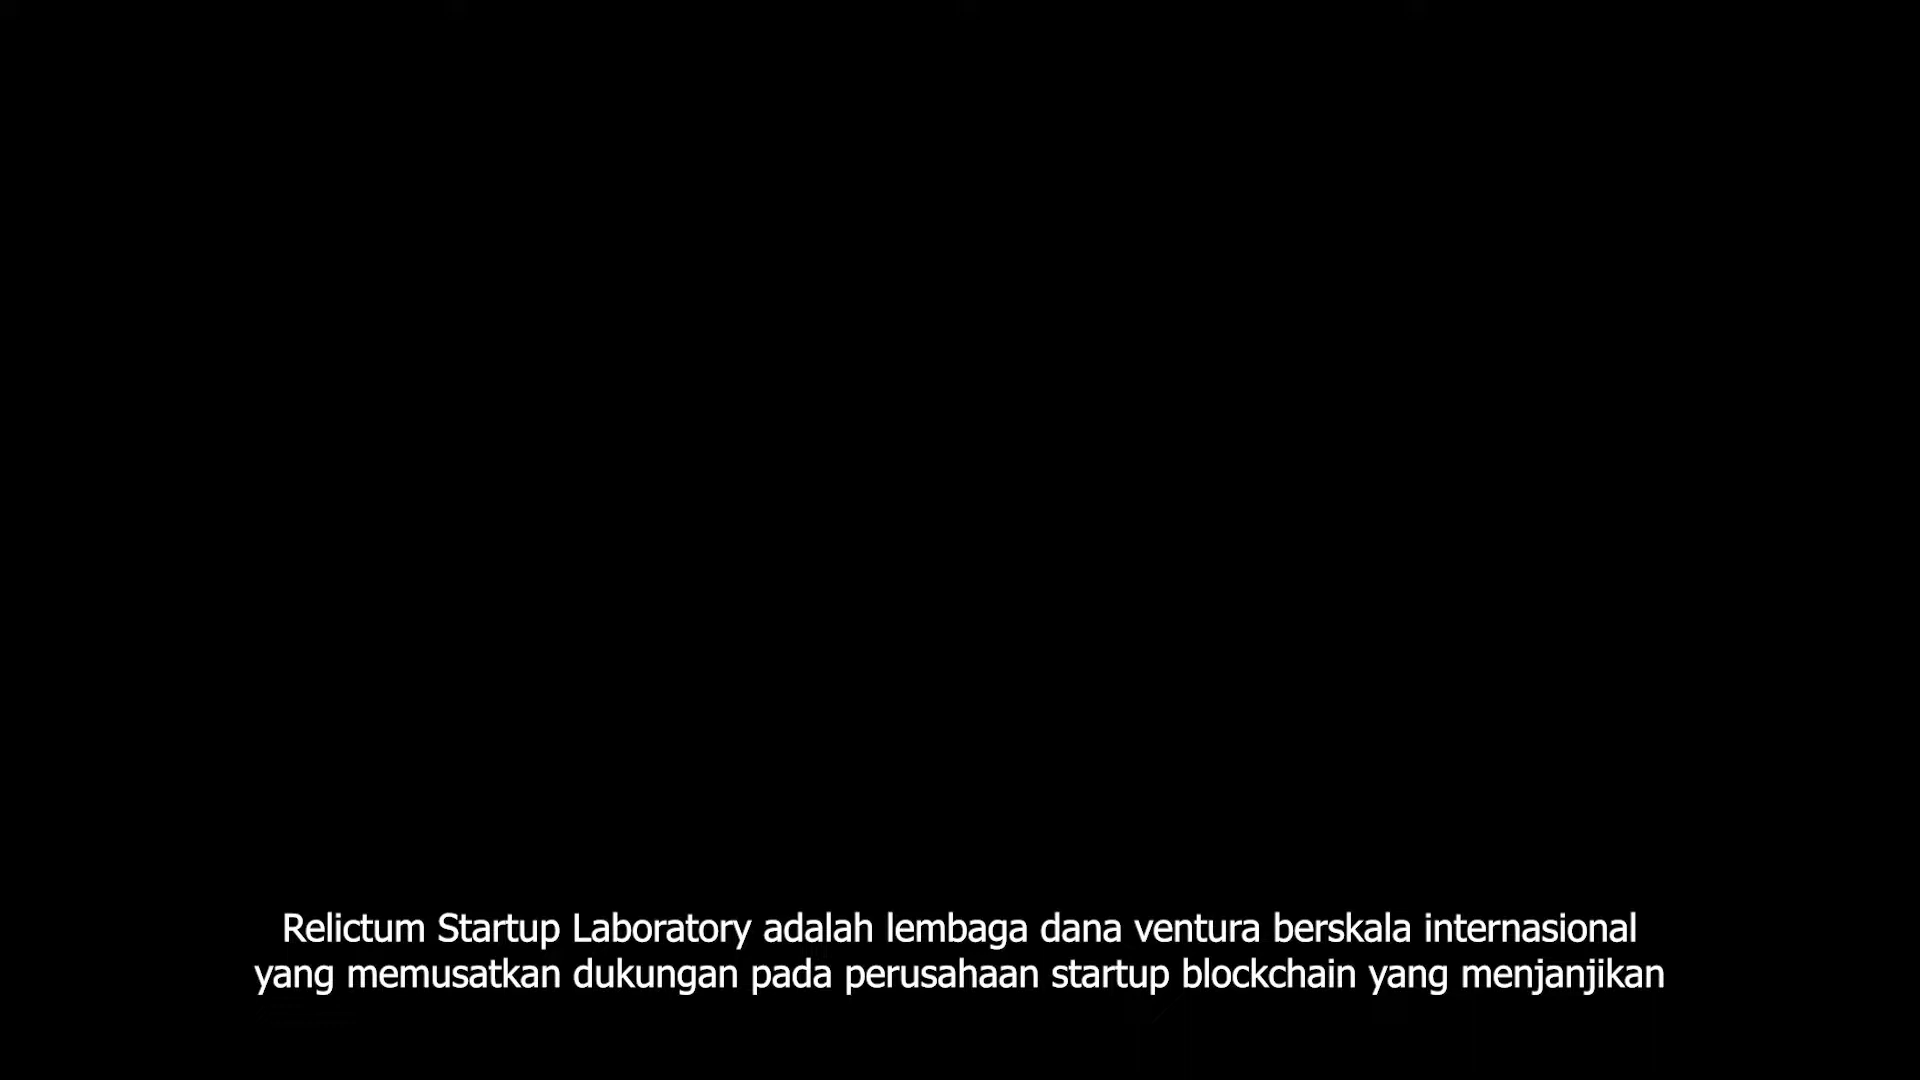 Relictum Startup Laboratory adalah lembaga dana ventura berskala internasional
yang memusatkan dukungan pada perusahaan startup blockchain yang menjanjikan